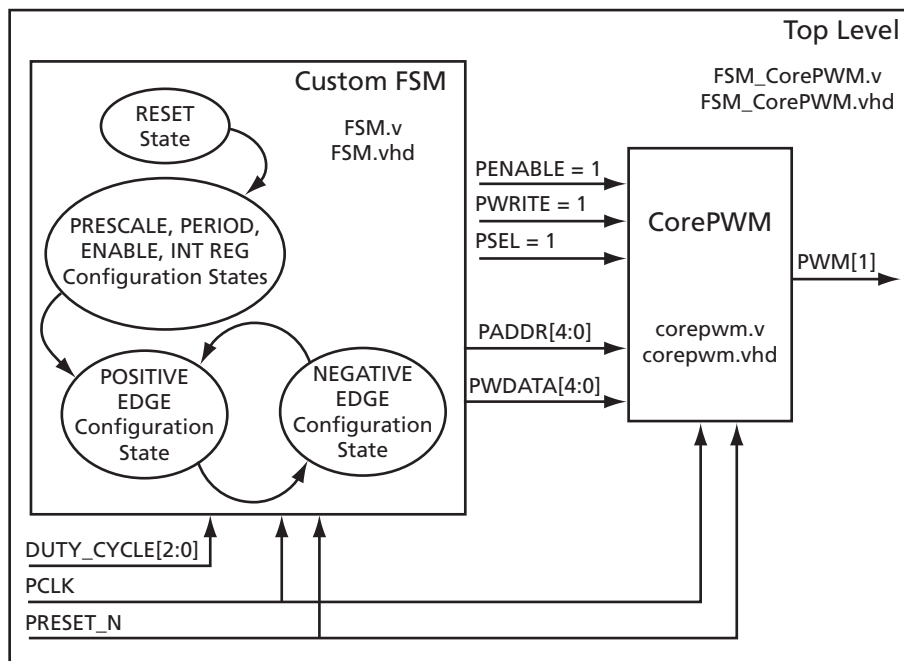 Top Level
FSM_CorePWM.v
FSM_CorePWM.vhd
Custom FSM
FSM.v
FSM.vhd
RESET
State
PRESCALE, PERIOD,
ENABLE, INT REG
Configuration States
POSITIVE
EDGE
Configuration
State
NEGATIVE
EDGE
Configuration
State
PENABLE = 1
PWRITE = 1
PSEL = 1
PADDR[4:0]
PWDATA[4:0]
CorePWM
corepwm.v
corepwm.vhd
PWM[1]
DUTY_CYCLE[2:0]
PCLK
PRESET_N